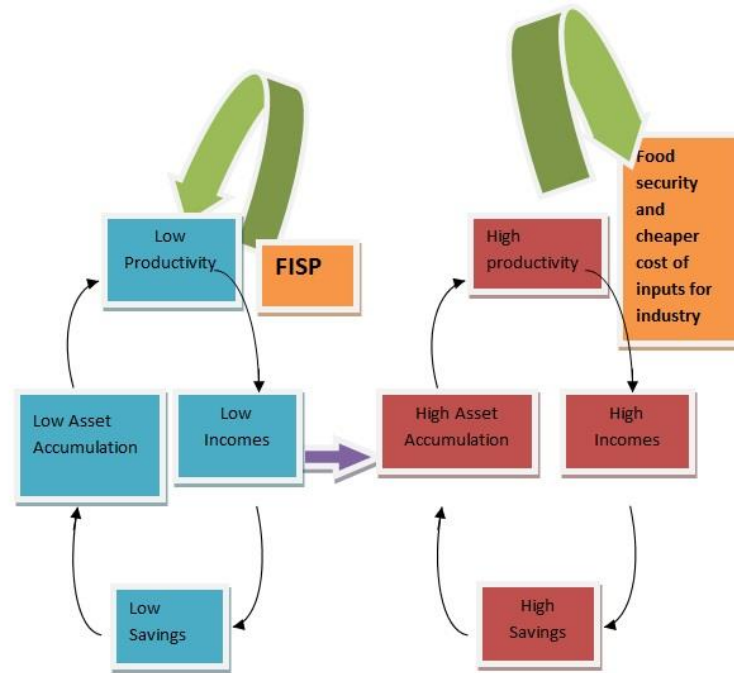 Low
Productivity
FISP
Low Asset
Accumulation
Low
Incomes
Low
Savings
High
productivity
Food
security
and
cheaper
cost of
inputs for
industry
High Asset
Accumulation
High
Incomes
High
Savings